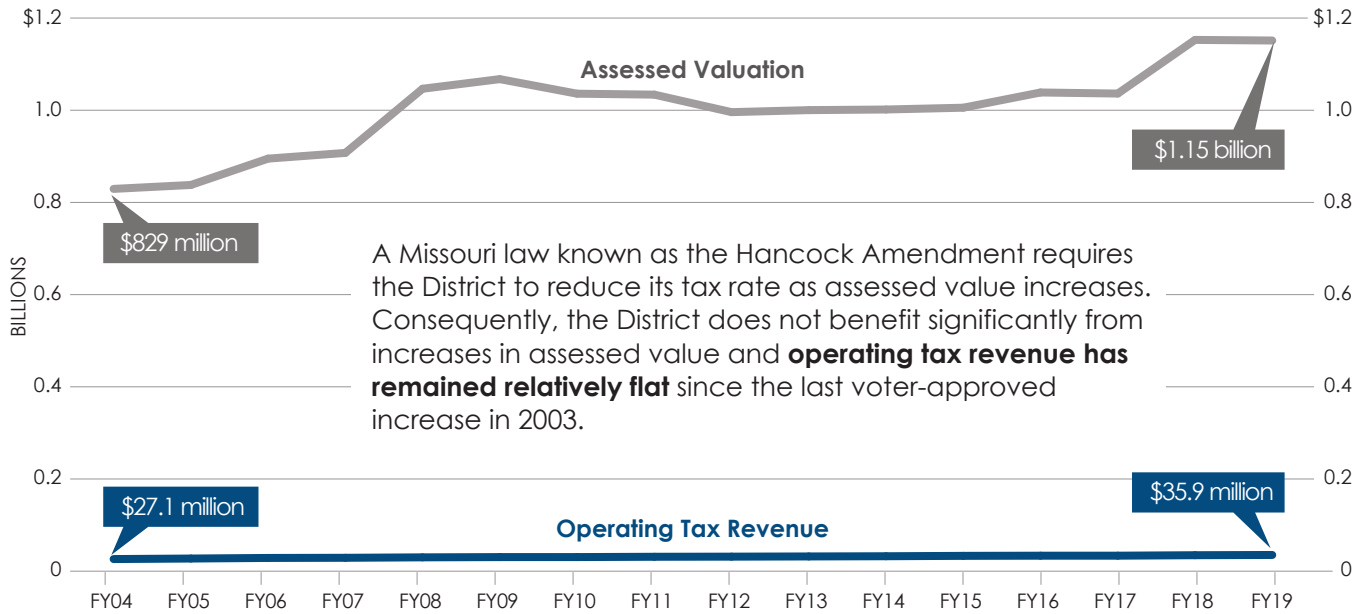 $1.2
$1.2
Assessed Valuation
1.0
1.0
$1.15 billion
0.8
0.8
$829 million
A Missouri law known as the Hancock Amendment requires
the District to reduce its tax rate as assessed value increases.
Consequently, the District does not benefit significantly from
increases in assessed value and operating tax revenue has
remained relatively flat since the last voter-approved
increase in 2003.
BILLIONS
0.6
0.6
0.4
0.4
0.2
0.2
$27.1 million
$35.9 million
Operating Tax Revenue
0
0
FY04 FY05 FY06 FY07 FY08 FY09 FY10 FY11 FY12 FY13 FY14 FY15 FY16 FY17 FY18 FY19